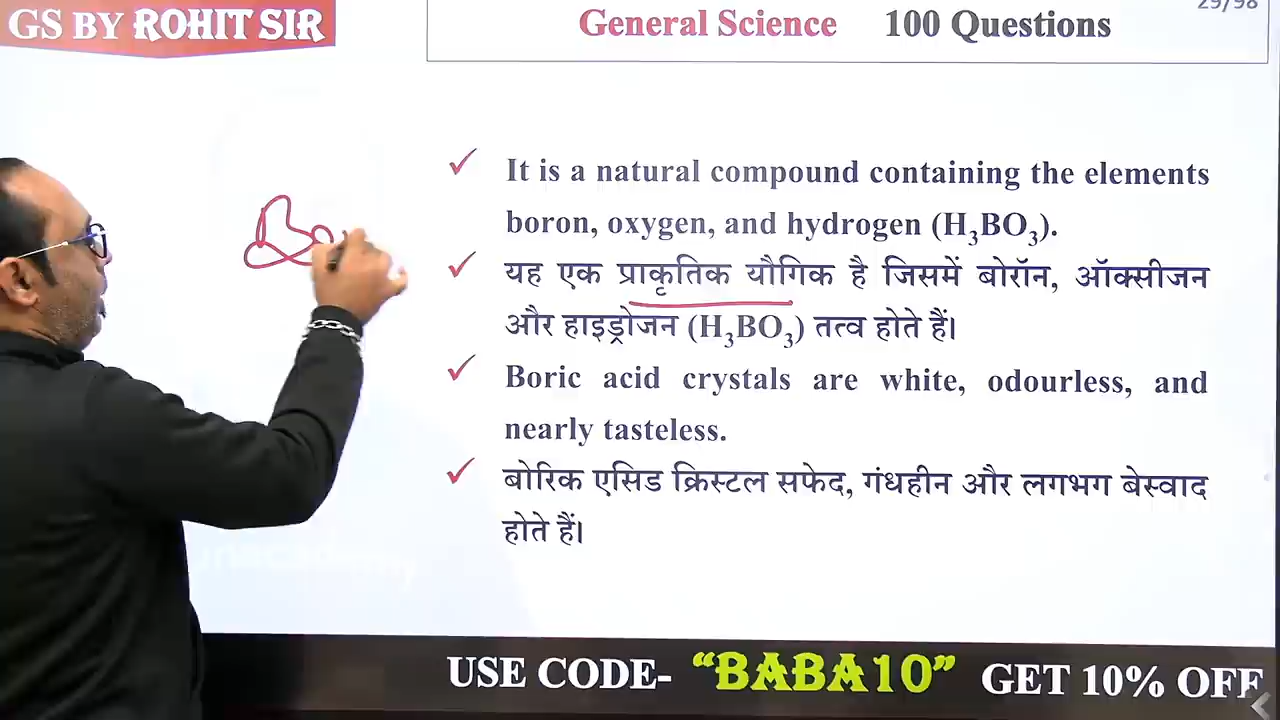 GS BY ROHIT SIR
General Science 100 Questions
29/98
✓ It is a natural compound containing the elements
boron, oxygen, and hydrogen (H₃BO₃).
✓ यह एक प्राकृतिक यौगिक है जिसमें बोरॉन, ऑक्सीजन
और हाइड्रोजन (H₃BO₃) तत्व होते हैं।
✓ Boric acid crystals are white, odourless, and
nearly tasteless.
✓ बोरिक एसिड क्रिस्टल सफेद, गंधहीन और लगभग बेस्वाद
होते हैं।
unacademy
USE CODE- “BABA10” GET 10% OFF